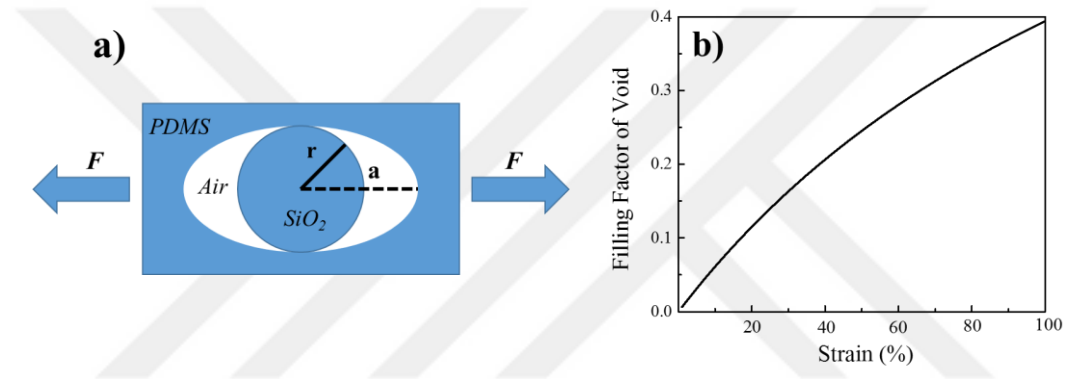 a)
PDMS
F
r
a
Air
SiO2
F
b)
Filling Factor of Void
0.4
0.3
0.2
0.1
0.0
20
40
60
80
100
Strain (%)